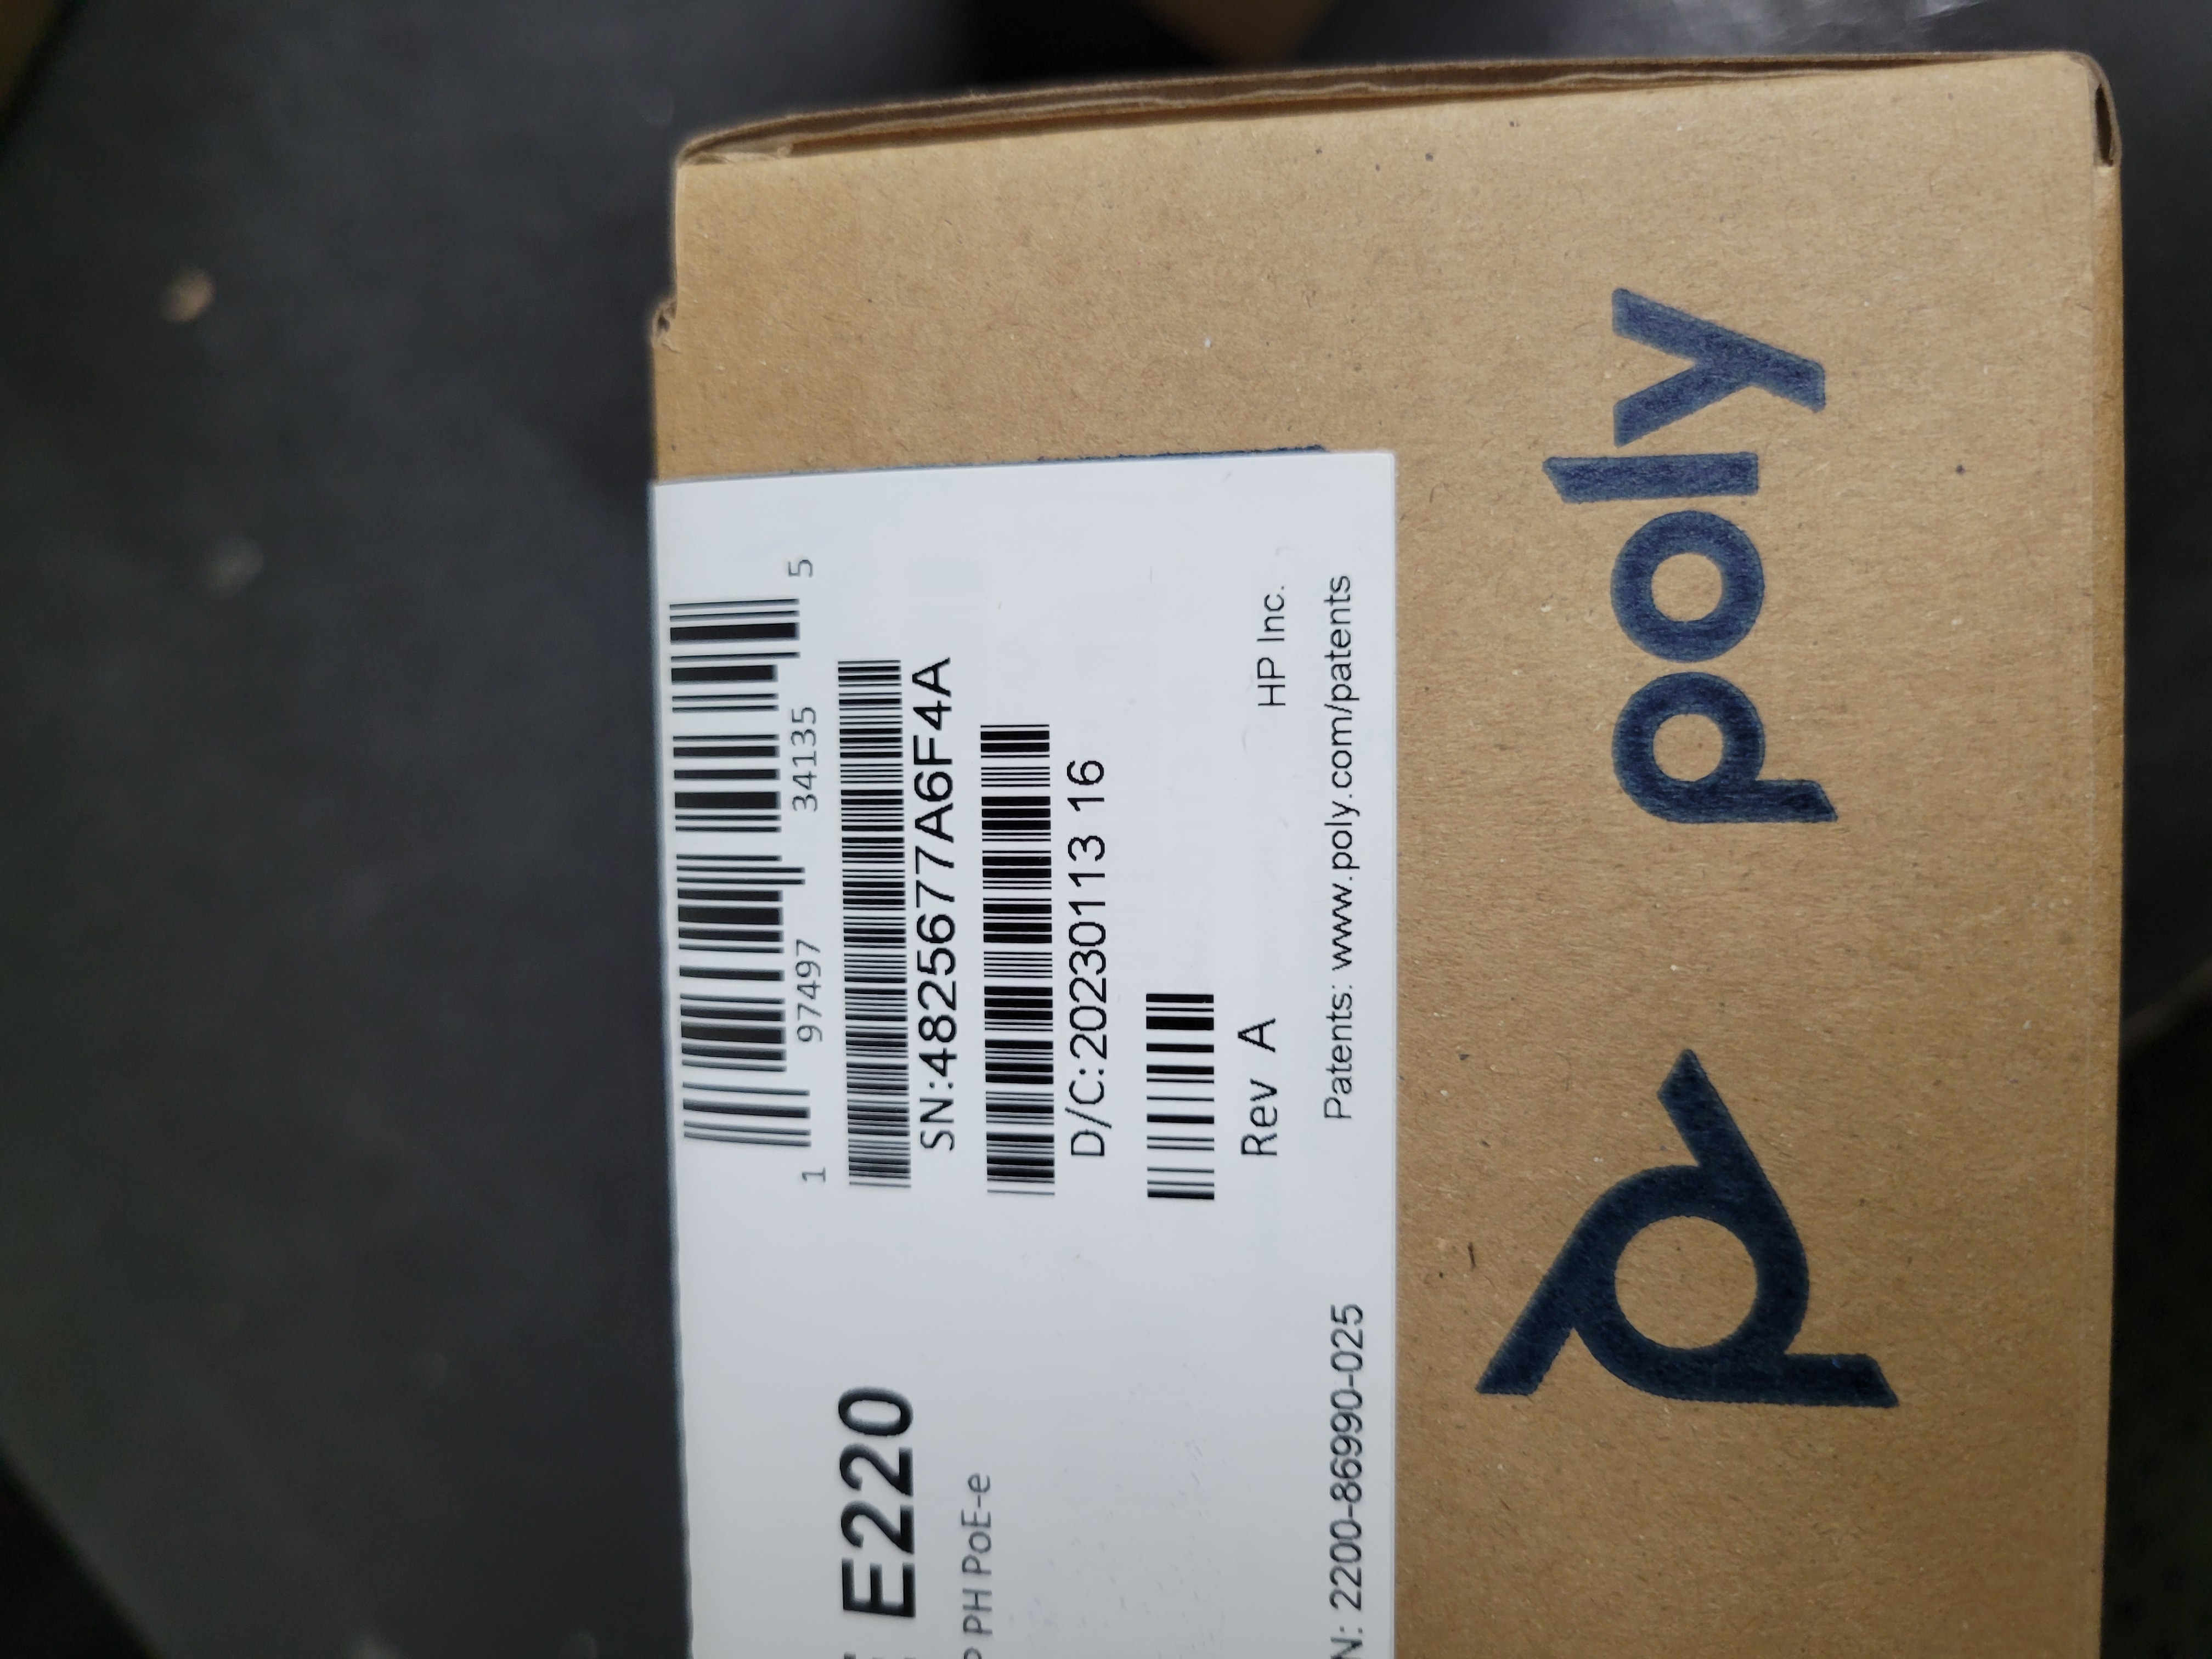 1 97497 34135 5
SN:4825677A6F4A
D/C:20230113 16
Rev A
HP Inc.
Patents: www.poly.com/patents
E220
PH PoE-e
N: 2200-86990-025
poly